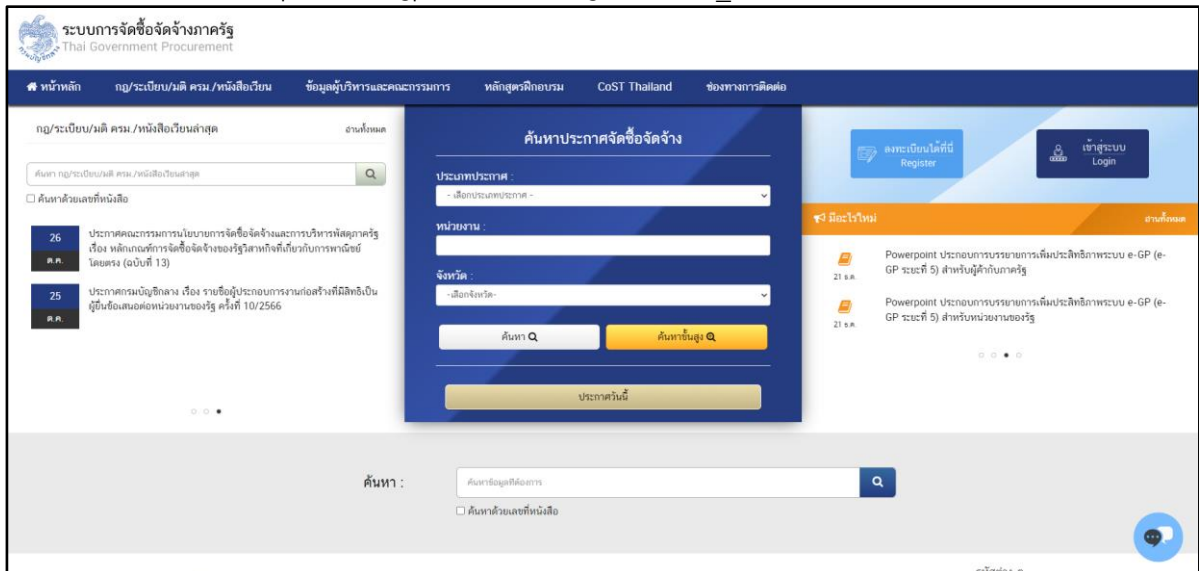 ระบบการจัดซื้อจัดจ้างภาครัฐ
Thai Government Procurement
หน้าหลัก
กฎ/ระเบียบ/มติ ครม./หนังสือเวียน
ข้อมูลผู้บริหารและคณะกรรมการ
หลักสูตรฝึกอบรม
CoST Thailand
ช่องทางการติดต่อ
กฎ/ระเบียบ/มติ ครม./หนังสือเวียนล่าสุด
อ่านทั้งหมด
ค้นหา กฎ/ระเบียบ/มติ ครม./หนังสือเวียนล่าสุด
ค้นหาด้วยเลขที่หนังสือ
26
ต.ค.
ประกาศคณะกรรมการนโยบายการจัดซื้อจัดจ้างและการบริหารพัสดุภาครัฐ
เรื่อง หลักเกณฑ์การจัดซื้อจัดจ้างของรัฐวิสาหกิจที่เกี่ยวกับการพาณิชย์
โดยตรง (ฉบับที่ 13)
25
ต.ค.
ประกาศกรมบัญชีกลาง เรื่อง รายชื่อผู้ประกอบการงานก่อสร้างที่มีสิทธิเป็น
ผู้ยื่นข้อเสนอต่อหน่วยงานของรัฐ ครั้งที่ 10/2566
ค้นหาประกาศจัดซื้อจัดจ้าง
ประเภทประกาศ :
- เลือกประเภทประกาศ -
หน่วยงาน :
จังหวัด :
-เลือกจังหวัด-
ค้นหา
ค้นหาขั้นสูง
ประกาศวันนี้
ลงทะเบียนได้ที่นี่
Register
เข้าสู่ระบบ
Login
มีอะไรใหม่
อ่านทั้งหมด
21 ธ.ค.
Powerpoint ประกอบการบรรยายการเพิ่มประสิทธิภาพระบบ e-GP (e-
GP ระยะที่ 5) สำหรับผู้ค้ากับภาครัฐ
21 ธ.ค.
Powerpoint ประกอบการบรรยายการเพิ่มประสิทธิภาพระบบ e-GP (e-
GP ระยะที่ 5) สำหรับหน่วยงานของรัฐ
ค้นหา :
ค้นหาข้อมูลที่ต้องการ
ค้นหาด้วยเลขที่หนังสือ